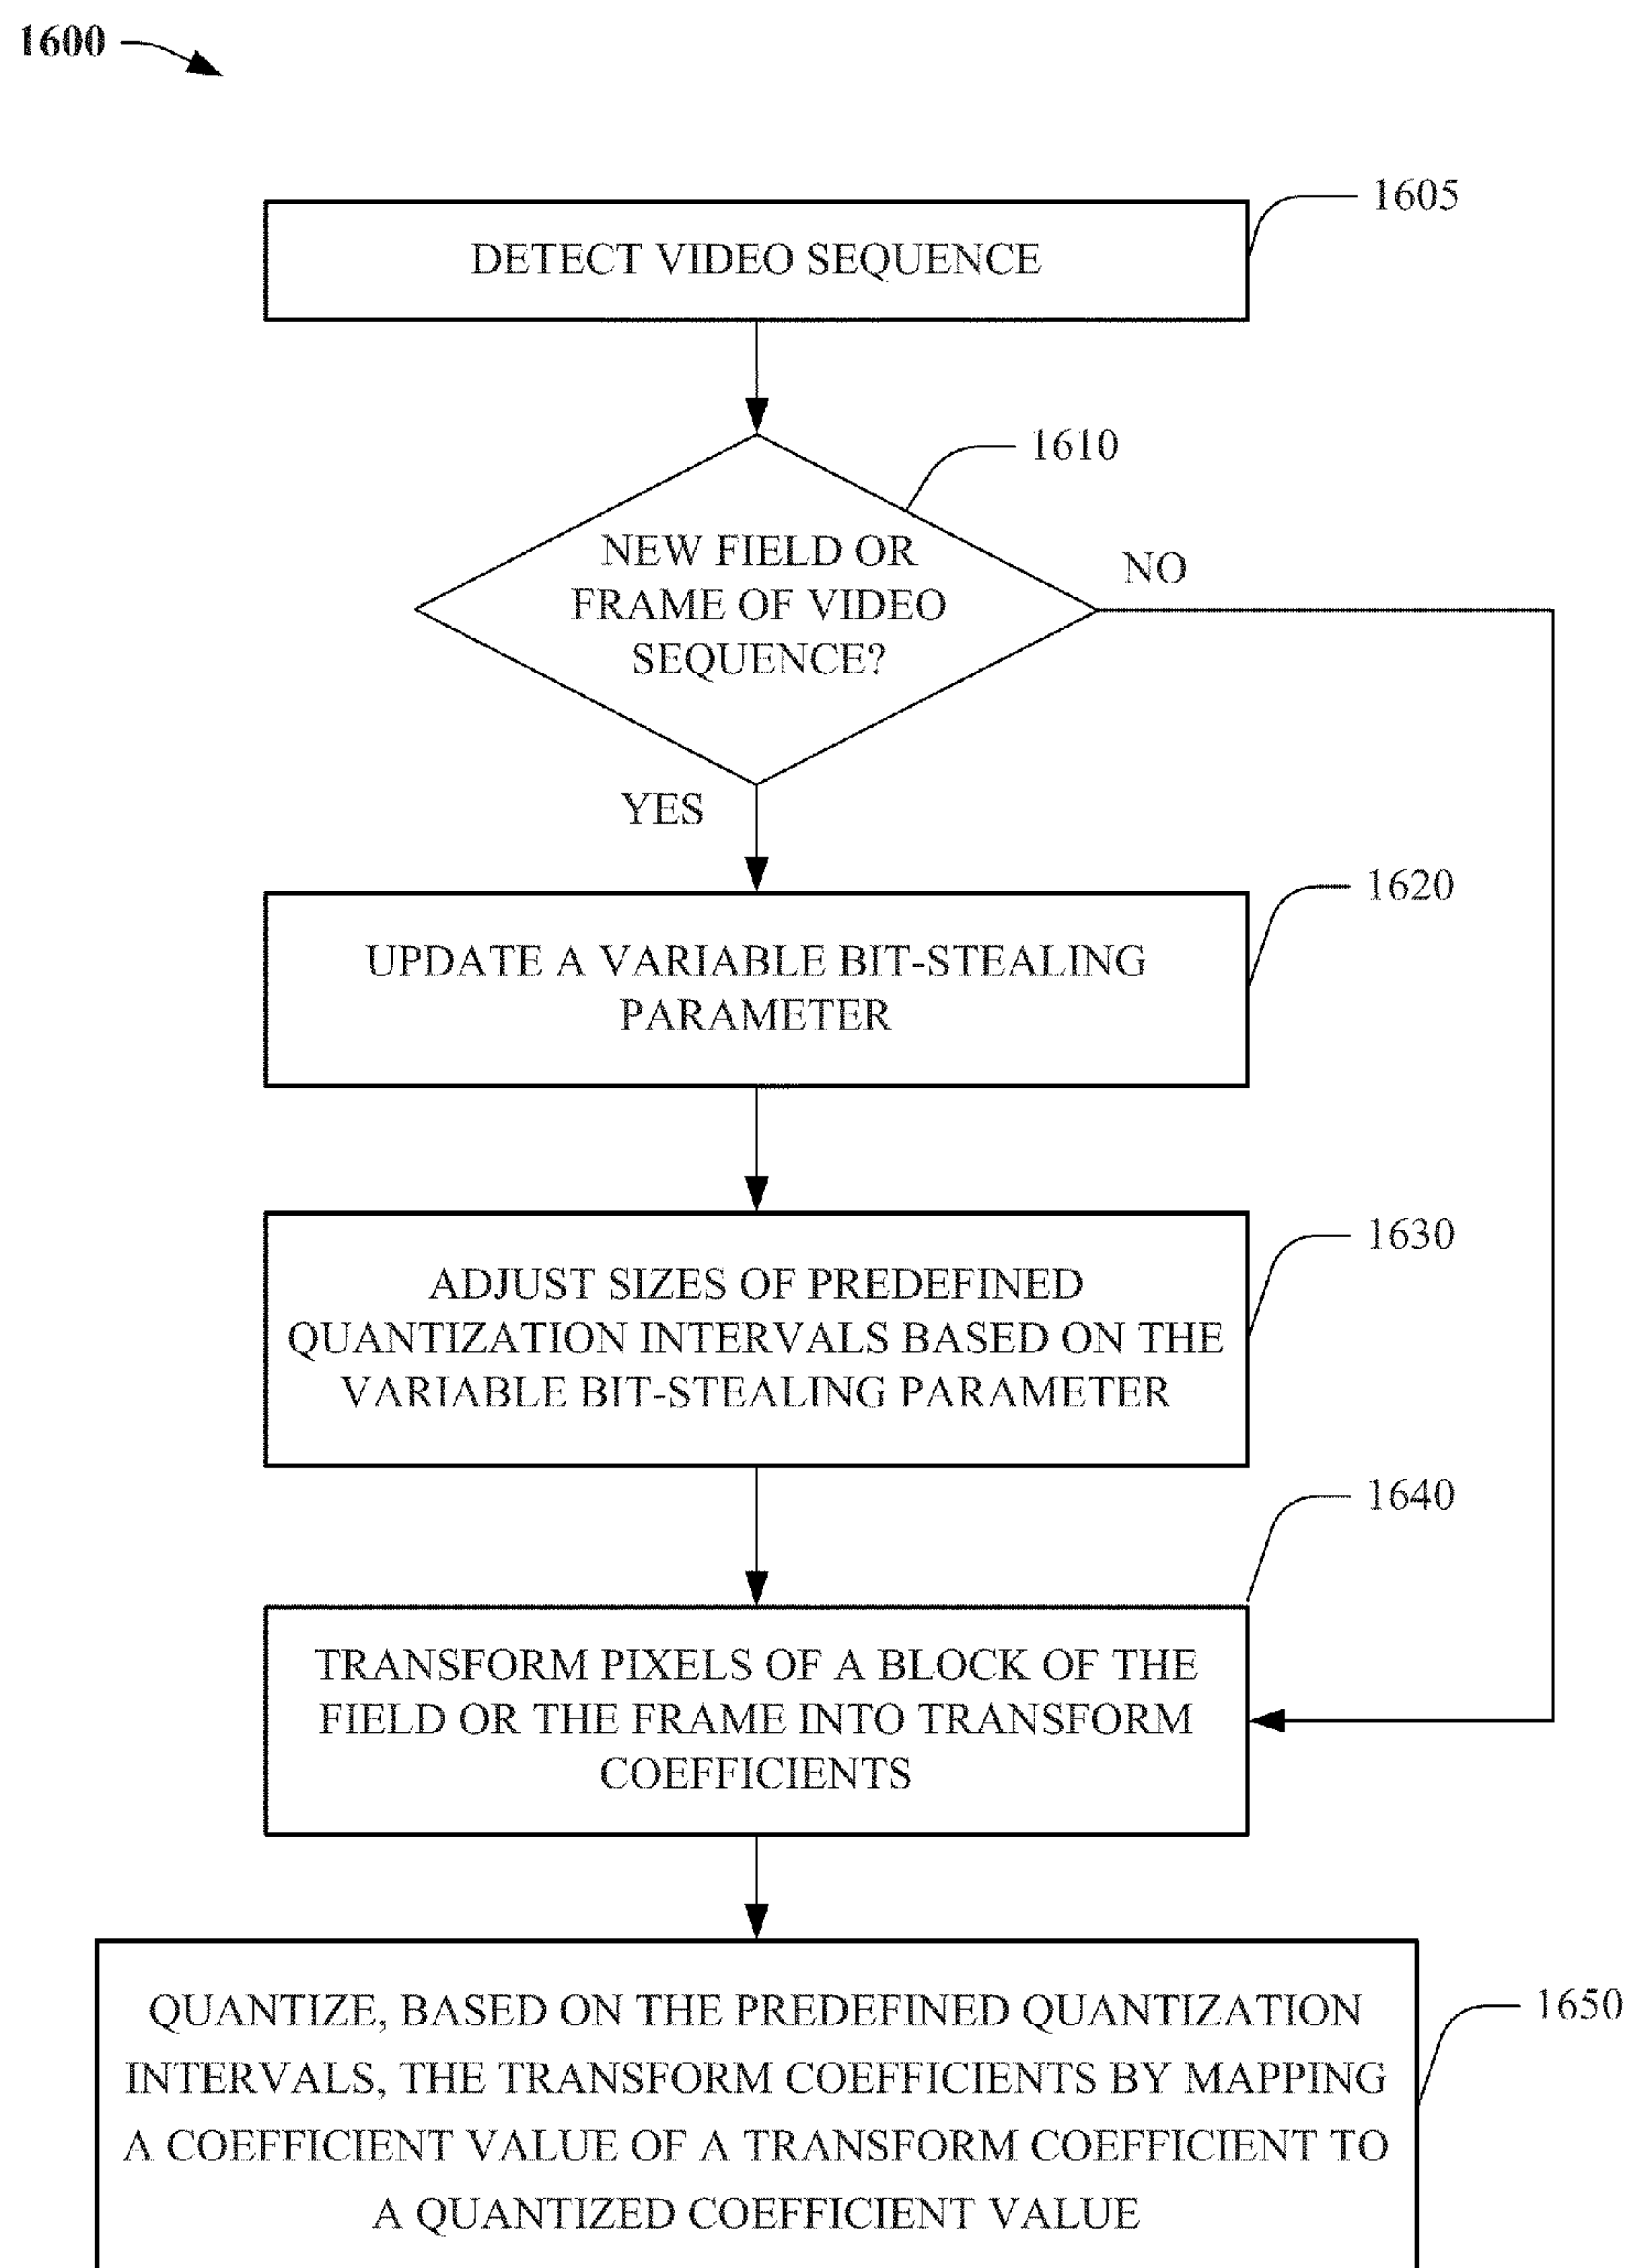 1600
1605
DETECT VIDEO SEQUENCE
1610
NEW FIELD OR
FRAME OF VIDEO
SEQUENCE?
NO
YES
1620
UPDATE A VARIABLE BIT-STEALING
PARAMETER
1630
ADJUST SIZES OF PREDEFINED
QUANTIZATION INTERVALS BASED ON THE
VARIABLE BIT-STEALING PARAMETER
1640
TRANSFORM PIXELS OF A BLOCK OF THE
FIELD OR THE FRAME INTO TRANSFORM
COEFFICIENTS
1650
QUANTIZE, BASED ON THE PREDEFINED QUANTIZATION
INTERVALS, THE TRANSFORM COEFFICIENTS BY MAPPING
A COEFFICIENT VALUE OF A TRANSFORM COEFFICIENT TO
A QUANTIZED COEFFICIENT VALUE